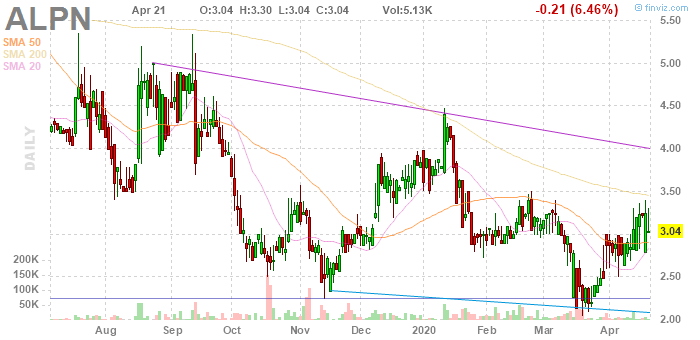 ALPN
Apr 21 O:3.04 H:3.30 L:3.04 C:3.04 Vol:5.13K -0.21 (6.46%)
© finviz.com
SMA 50
SMA 200
SMA 20
DAILY
5.50
5.00
4.50
4.00
3.50
3.04
2.50
2.00
200K
150K
100K
50K
Aug Sep Oct Nov Dec 2020 Feb Mar Apr